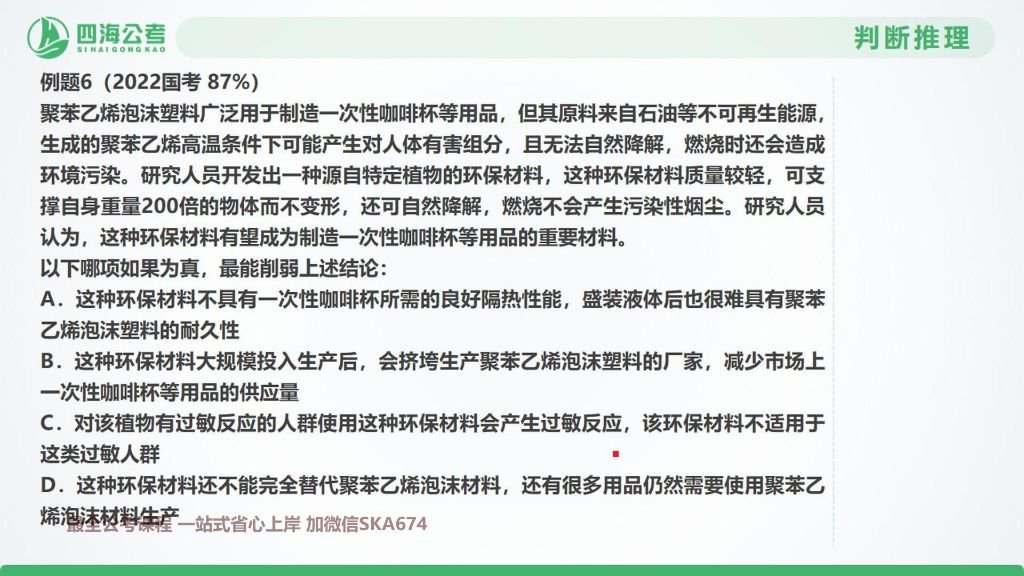 四海公考
SIHAIGONGKAO
判断推理
例题6（2022国考 87%）
聚苯乙烯泡沫塑料广泛用于制造一次性咖啡杯等用品，但其原料来自石油等不可再生能源，
生成的聚苯乙烯高温条件下可能产生对人体有害组分，且无法自然降解，燃烧时还会造成
环境污染。研究人员开发出一种源自特定植物的环保材料，这种环保材料质量较轻，可支
撑自身重量200倍的物体而不变形，还可自然降解，燃烧不会产生污染性烟尘。研究人员
认为，这种环保材料有望成为制造一次性咖啡杯等用品的重要材料。
以下哪项如果为真，最能削弱上述结论：
A．这种环保材料不具有一次性咖啡杯所需的良好隔热性能，盛装液体后也很难具有聚苯
乙烯泡沫塑料的耐久性
B．这种环保材料大规模投入生产后，会挤垮生产聚苯乙烯泡沫塑料的厂家，减少市场上
一次性咖啡杯等用品的供应量
C．对该植物有过敏反应的人群使用这种环保材料会产生过敏反应，该环保材料不适用于
这类过敏人群
D．这种环保材料还不能完全替代聚苯乙烯泡沫材料，还有很多用品仍然需要使用聚苯乙
烯泡沫材料生产
最全公考课程 一站式省心上岸 加微信SKA674